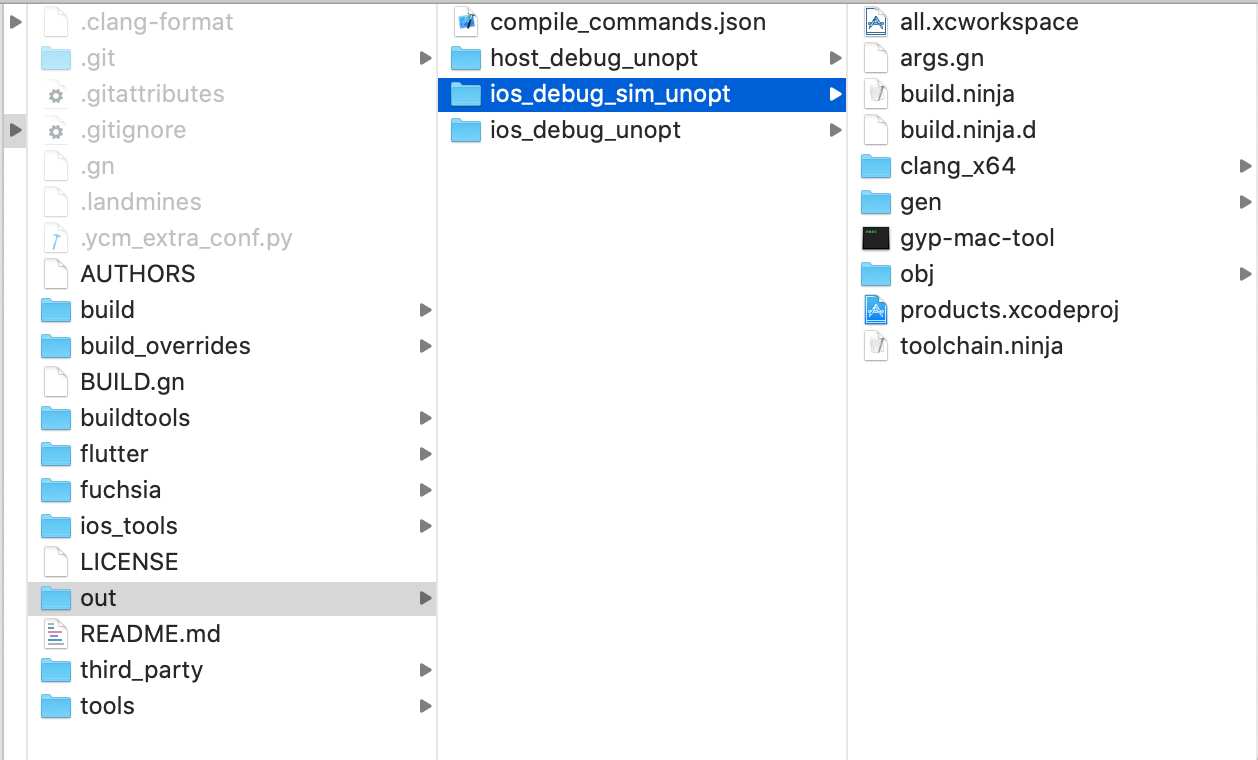 .clang-format
.git
.gitattributes
.gitignore
.gn
.landmines
.ycm_extra_conf.py
AUTHORS
build
build_overrides
BUILD.gn
buildtools
flutter
fuchsia
ios_tools
LICENSE
out
README.md
third_party
tools
compile_commands.json
host_debug_unopt
ios_debug_sim_unopt
ios_debug_unopt
all.xcworkspace
args.gn
build.ninja
build.ninja.d
clang_x64
gen
gyp-mac-tool
obj
products.xcodeproj
toolchain.ninja